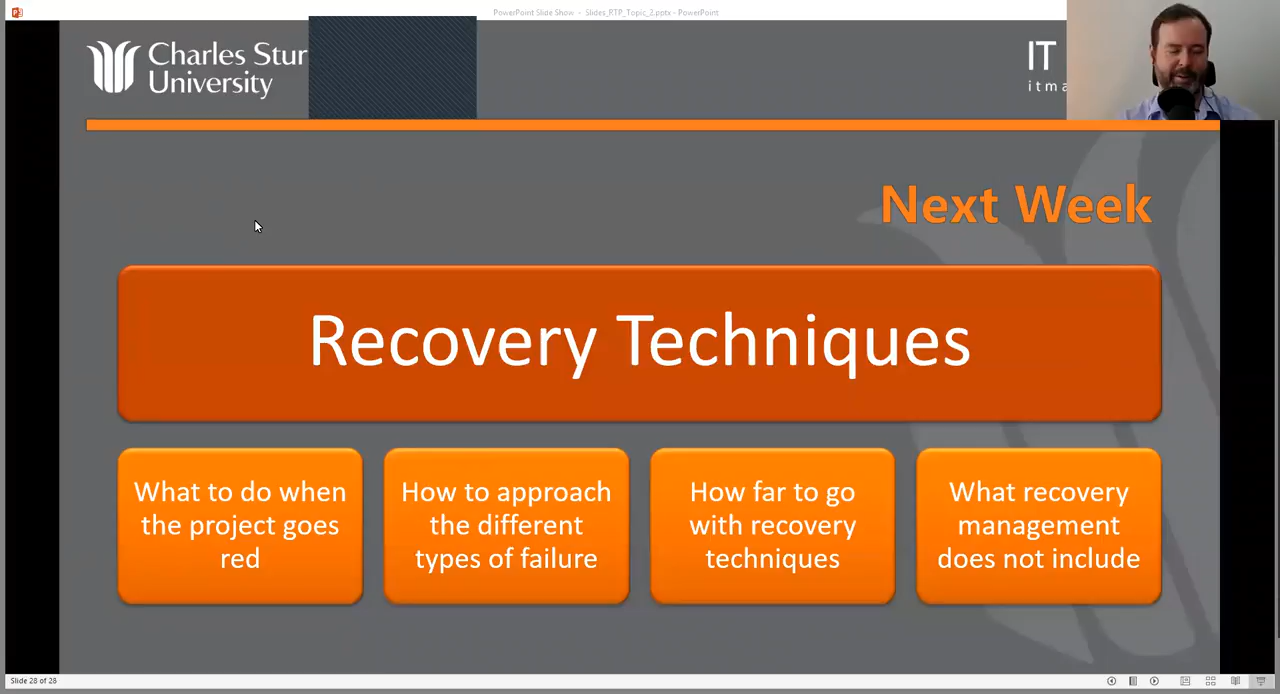 PowerPoint Slide Show - Slides_RTP_Topic_2.pptx - PowerPoint
Charles Stur
University
IT
itma
Next Week
Recovery Techniques
What to do when
the project goes
red
How to approach
the different
types of failure
How far to go
with recovery
techniques
What recovery
management
does not include
Slide 28 of 28